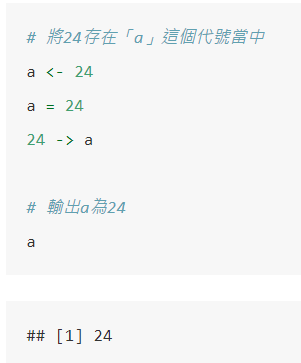 # 將24存在「a」這個代號當中
a <- 24
a = 24
24 -> a
# 輸出a為24
a
## [1] 24